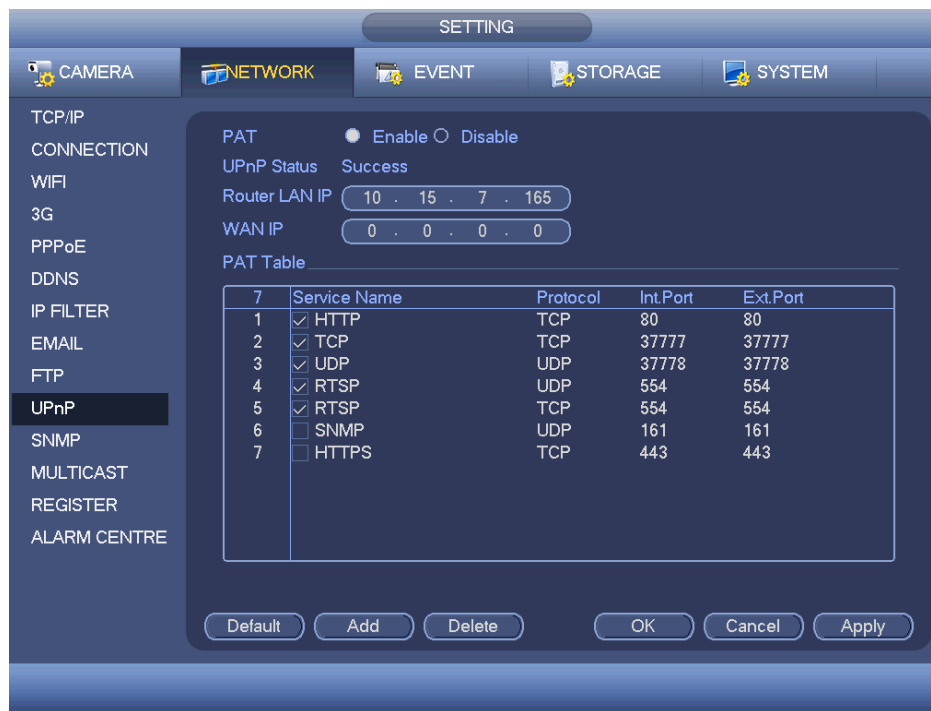 SETTING
CAMERA NETWORK EVENT STORAGE SYSTEM
TCP/IP
CONNECTION
WIFI
3G
PPPoE
DDNS
IP FILTER
EMAIL
FTP
UPnP
SNMP
MULTICAST
REGISTER
ALARM CENTRE
PAT Enable Disable
UPnP Status Success
Router LAN IP 10 . 15 . 7 . 165
WAN IP 0 . 0 . 0 . 0
PAT Table
7 Service Name Protocol Int.Port Ext.Port
1 HTTP TCP 80 80
2 TCP TCP 37777 37777
3 UDP UDP 37778 37778
4 RTSP UDP 554 554
5 RTSP TCP 554 554
6 SNMP UDP 161 161
7 HTTPS TCP 443 443
Default Add Delete OK Cancel Apply